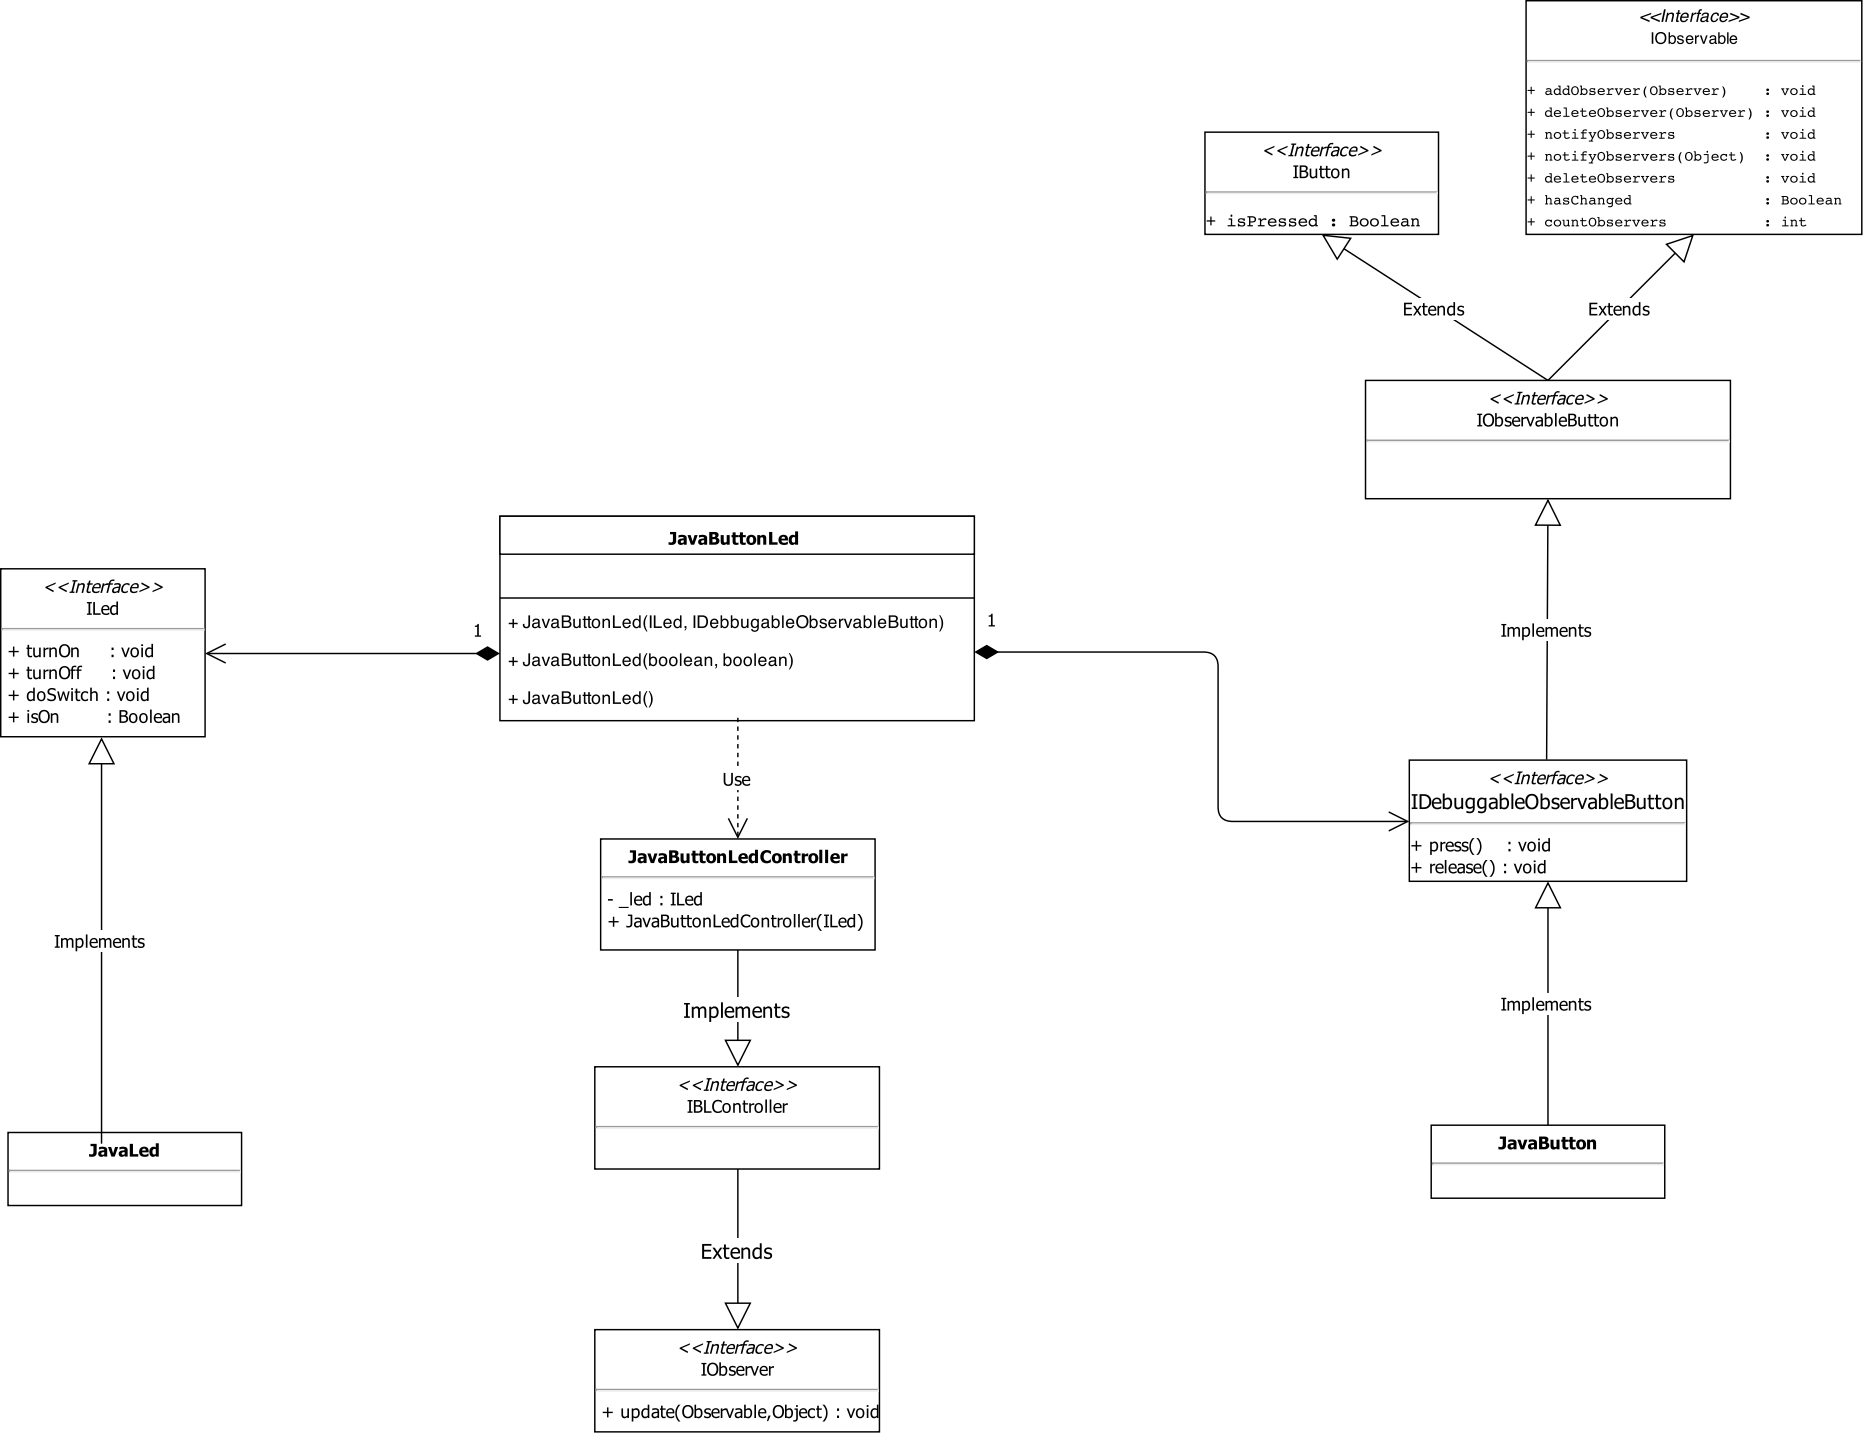 <<Interface>>
IObservable
+ addObserver(Observer) : void
+ deleteObserver(Observer) : void
+ notifyObservers : void
+ notifyObservers(Object) : void
+ deleteObservers : void
+ hasChanged : Boolean
+ countObservers : int
<<Interface>>
IButton
+ isPressed : Boolean
Extends
Extends
<<Interface>>
IObservableButton
Implements
JavaButtonLed
+ JavaButtonLed(ILed, IDebbugableObservableButton)
+ JavaButtonLed(boolean, boolean)
+ JavaButtonLed()
1
1
<<Interface>>
ILed
+ turnOn : void
+ turnOff : void
+ doSwitch : void
+ isOn : Boolean
Use
<<Interface>>
IDebuggableObservableButton
+ press() : void
+ release() : void
JavaButtonLedController
- _led : ILed
+ JavaButtonLedController(ILed)
Implements
Implements
Implements
<<Interface>>
IBLController
JavaLed
JavaButton
Extends
<<Interface>>
IObserver
+ update(Observable,Object) : void